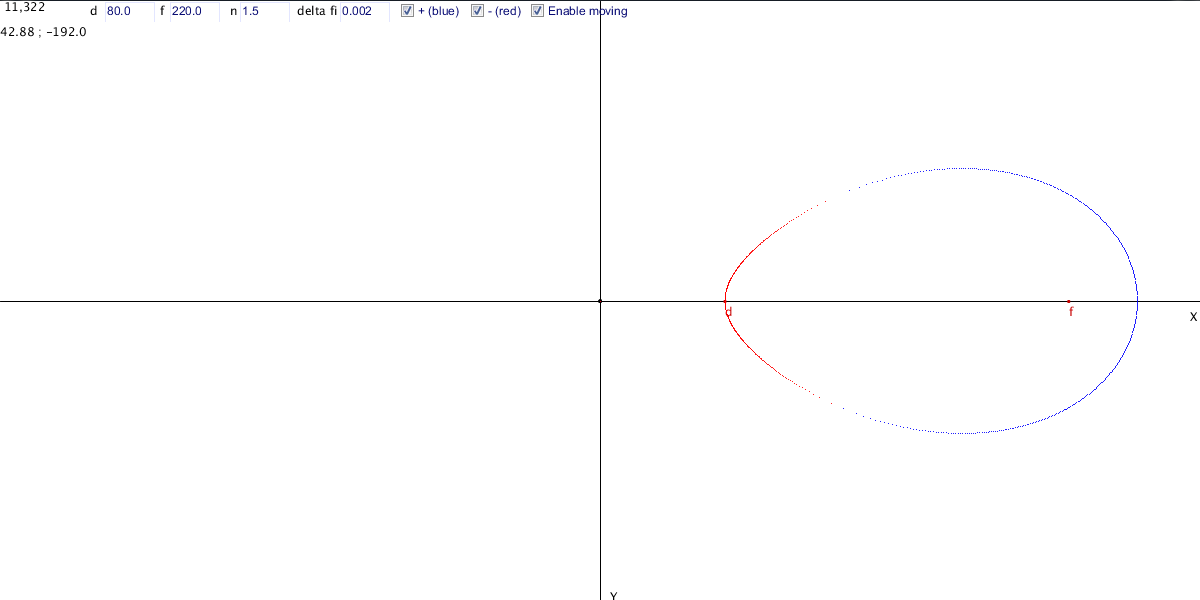 11,322
d 80.0 f 220.0 n 1.5 delta fi 0.002 + (blue) - (red) Enable moving
42.88 ; -192.0
d
f
X
Y